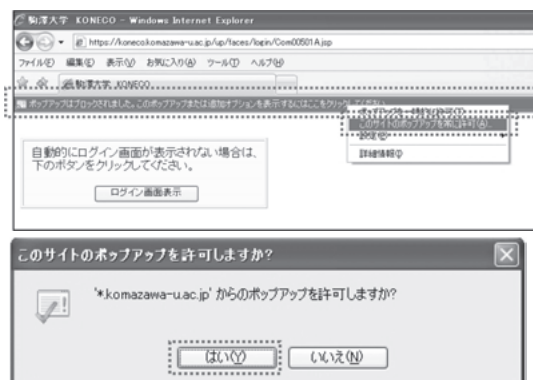 駒澤大学 KONECO - Windows Internet Explorer
https://koneco.komazawa-u.ac.jp/up/faces/login/Com00501A.jsp
ファイル(F) 編集(E) 表示(V) お気に入り(A) ツール(T) ヘルプ(H)
駒澤大学 KONECO
ポップアップはブロックされました。このポップアップまたは追加オプションを表示するにはここをクリックしてください...
このサイトのポップアップを常に許可(A)...
設定(E)
詳細情報(I)
自動的にログイン画面が表示されない場合は、
下のボタンをクリックしてください。
ログイン画面表示
このサイトのポップアップを許可しますか?
'*.komazawa-u.ac.jp' からのポップアップを許可しますか?
はい(Y) いいえ(N)